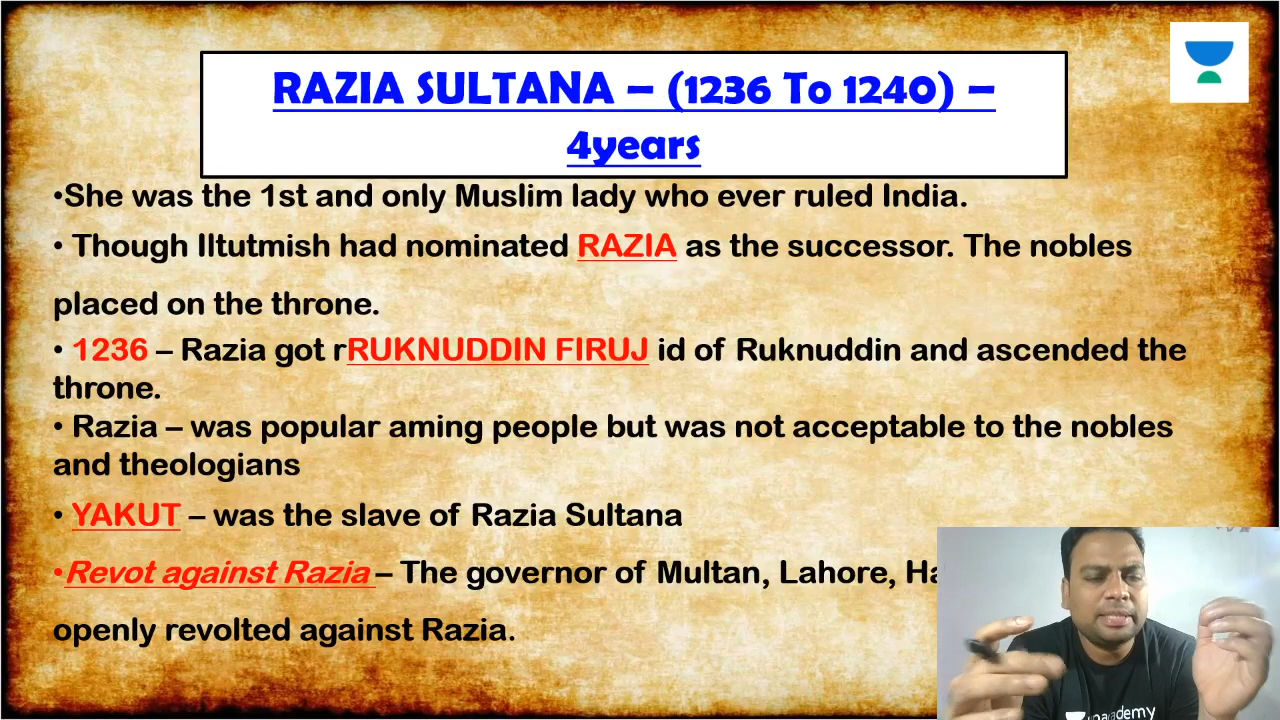 RAZIA SULTANA – (1236 To 1240) –
4years
•She was the 1st and only Muslim lady who ever ruled India.
• Though Iltutmish had nominated RAZIA as the successor. The nobles
placed on the throne.
• 1236 – Razia got rRUKNUDDIN FIRUJ id of Ruknuddin and ascended the
throne.
• Razia – was popular aming people but was not acceptable to the nobles
and theologians
• YAKUT – was the slave of Razia Sultana
•Revot against Razia – The governor of Multan, Lahore,
openly revolted against Razia.